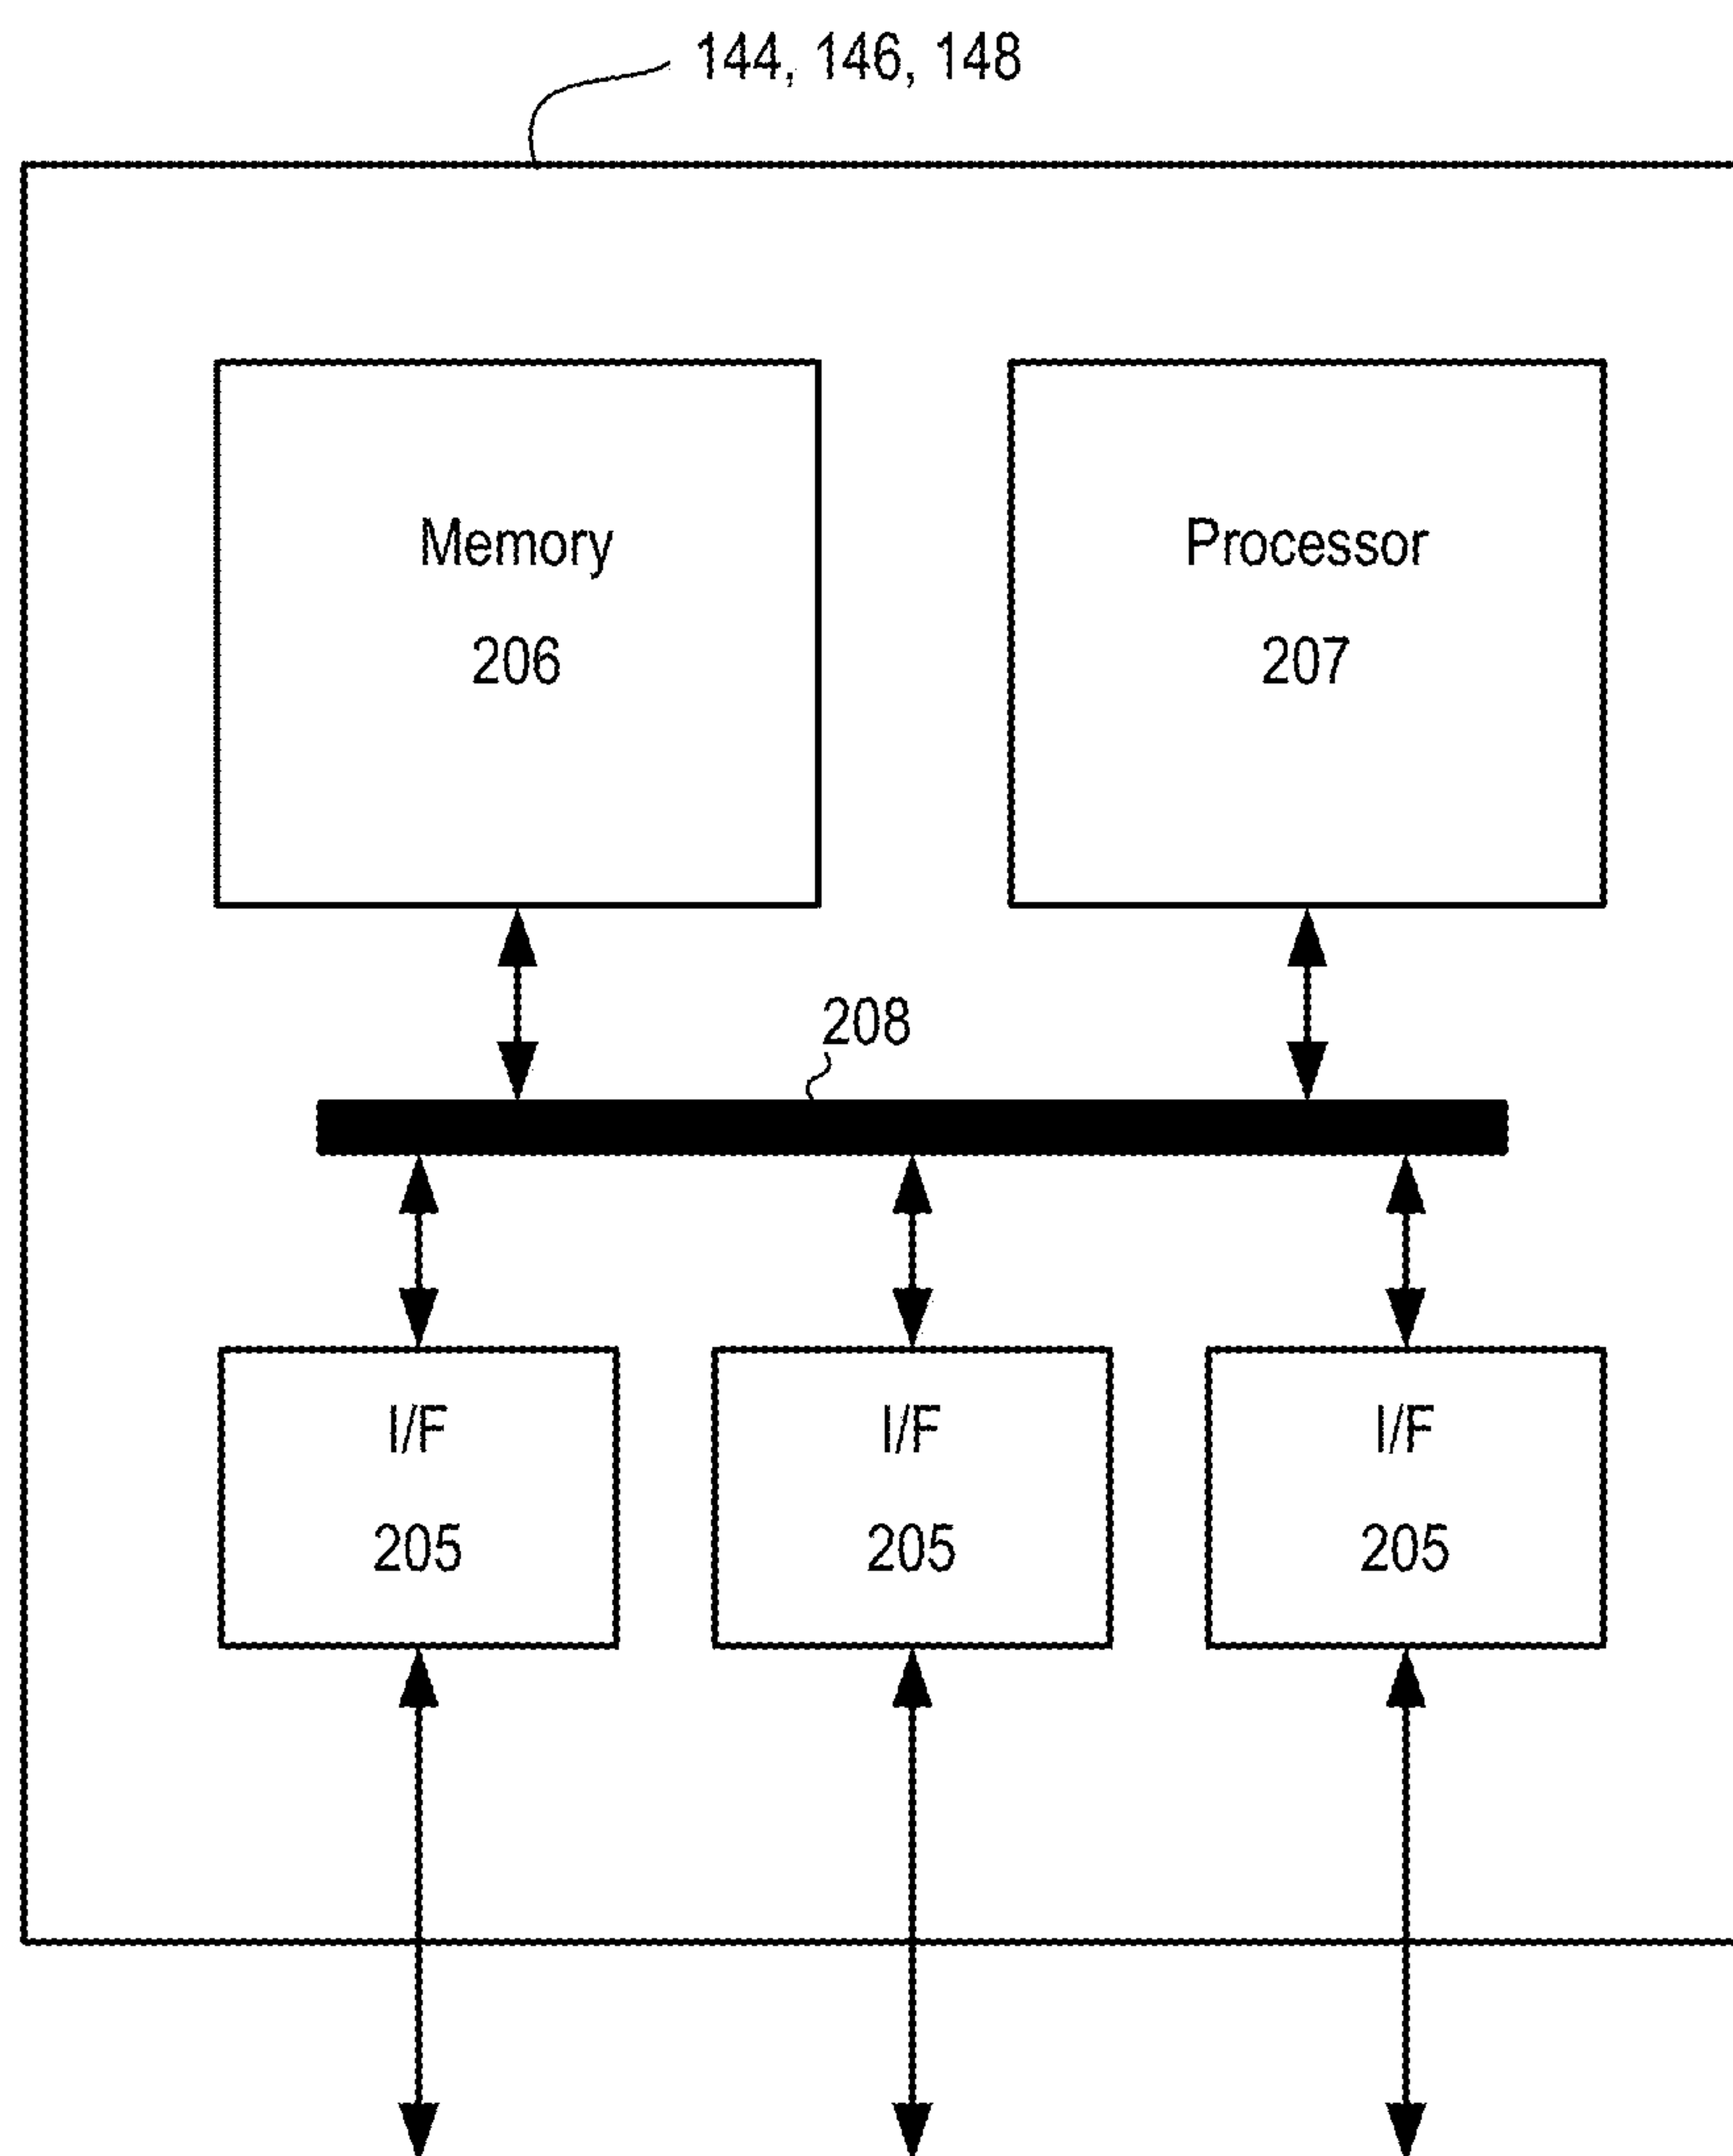 144, 146, 148
Memory
206
Processor
207
208
I/F
205
I/F
205
I/F
205